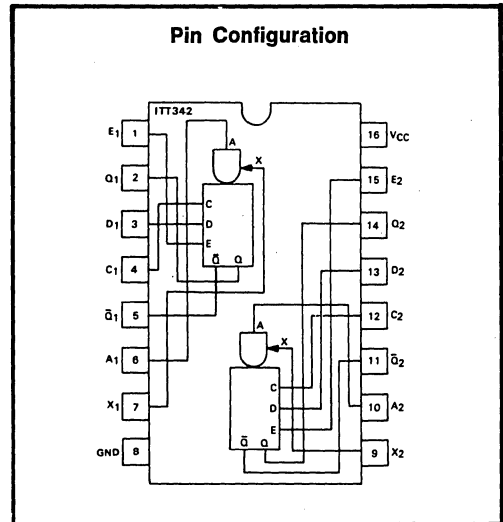 Pin Configuration
ITT342
E1 1
Q1 2
D1 3
C1 4
Q̄1 5
A1 6
X1 7
GND 8
16 VCC
15 E2
14 Q2
13 D2
12 C2
11 Q̄2
10 A2
9 X2
A
X
C
D
E
Q̄ Q
A
X
C
D
E
Q̄ Q